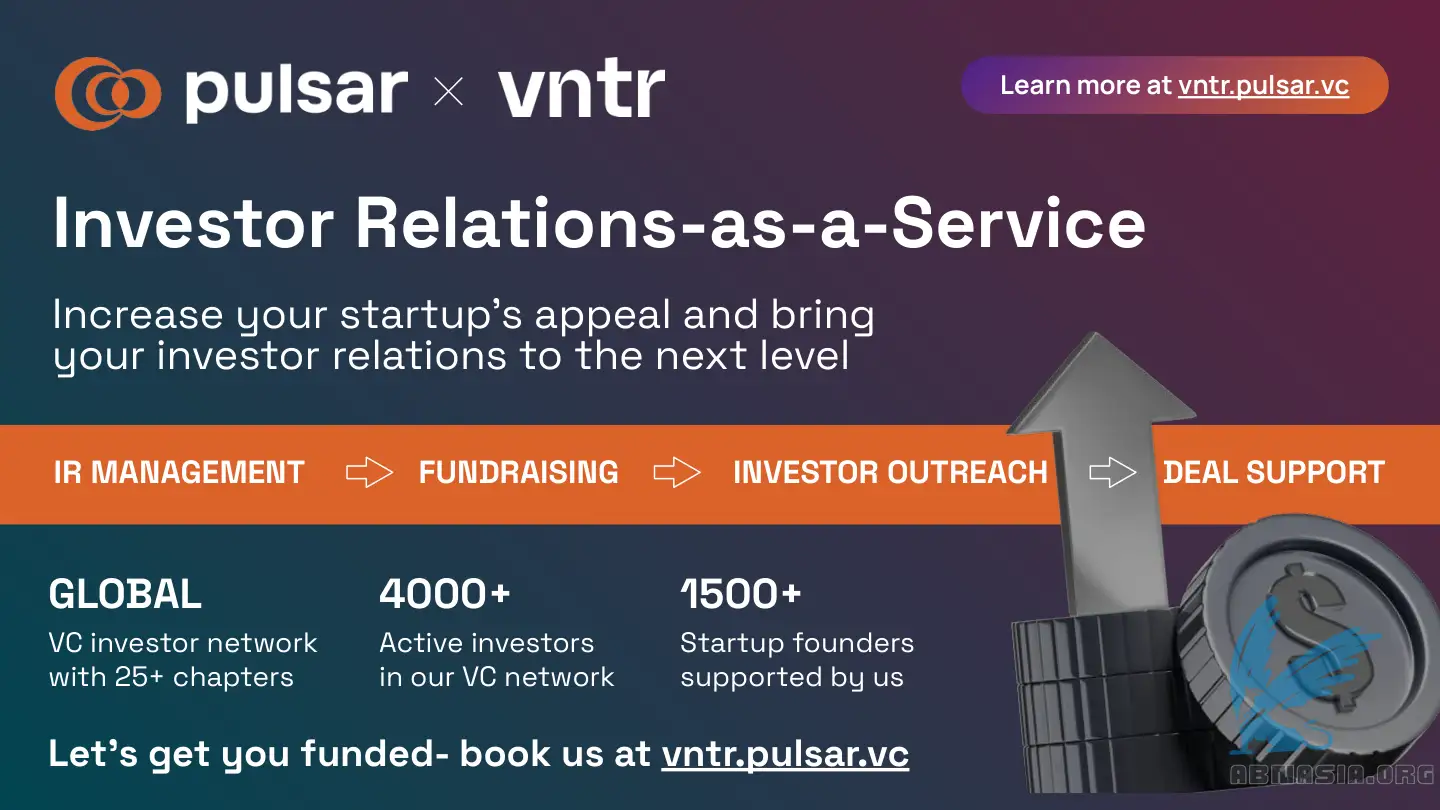 pulsar × vntr
Learn more at vntr.pulsar.vc
Investor Relations-as-a-Service
Increase your startup's appeal and bring
your investor relations to the next level
IR MANAGEMENT
FUNDRAISING
INVESTOR OUTREACH
DEAL SUPPORT
GLOBAL
VC investor network
with 25+ chapters
4000+
Active investors
in our VC network
1500+
Startup founders
supported by us
Let's get you funded- book us at vntr.pulsar.vc
$
ABNASIA.ORG